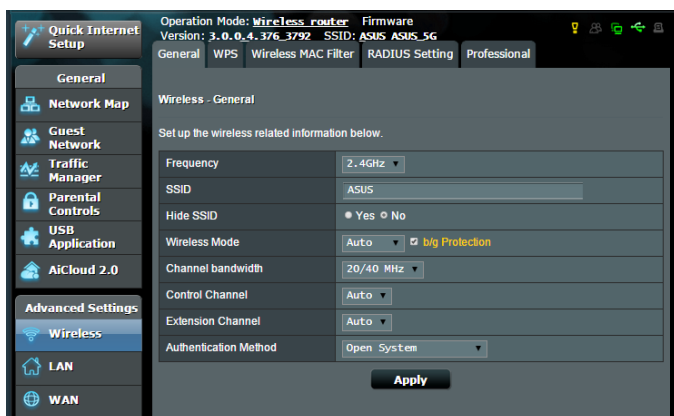 Quick Internet
Setup
General
Network Map
Guest
Network
Traffic
Manager
Parental
Controls
USB
Application
AiCloud 2.0
Advanced Settings
Wireless
LAN
WAN
Operation Mode: Wireless router Firmware
Version: 3.0.0.4.376_3792 SSID: ASUS ASUS_5G
General WPS Wireless MAC Filter RADIUS Setting Professional
Wireless - General
Set up the wireless related information below.
Frequency 2.4GHz
SSID ASUS
Hide SSID Yes No
Wireless Mode Auto b/g Protection
Channel bandwidth 20/40 MHz
Control Channel Auto
Extension Channel Auto
Authentication Method Open System
Apply